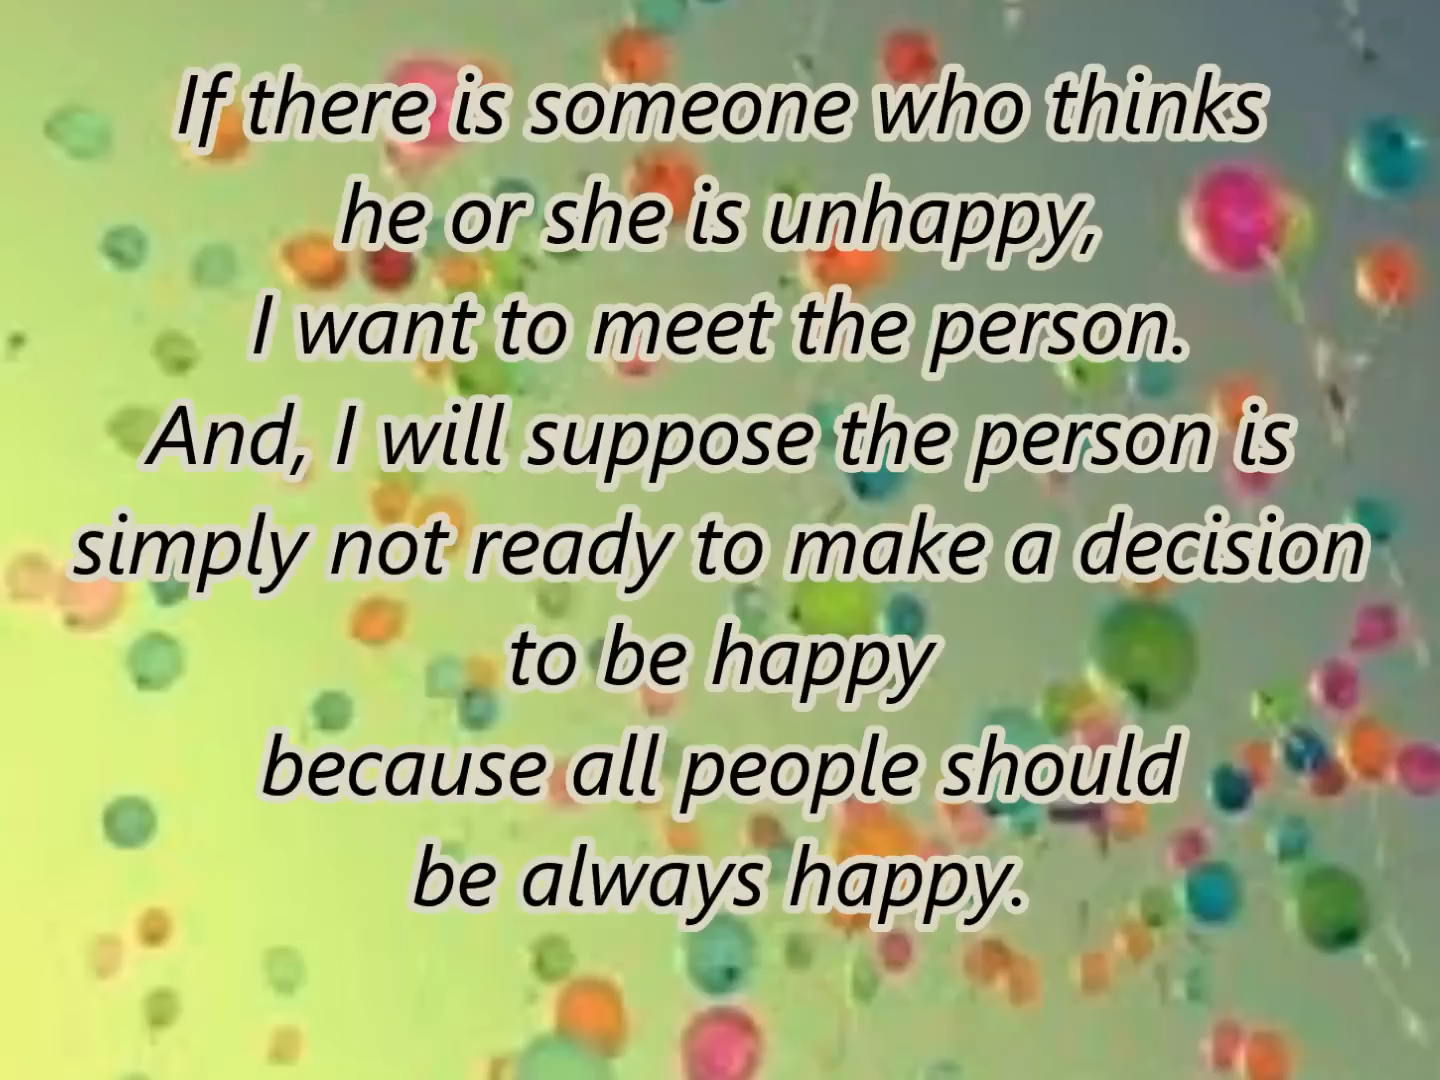 If there is someone who thinks
he or she is unhappy,
I want to meet the person.
And, I will suppose the person is
simply not ready to make a decision
to be happy
because all people should
be always happy.